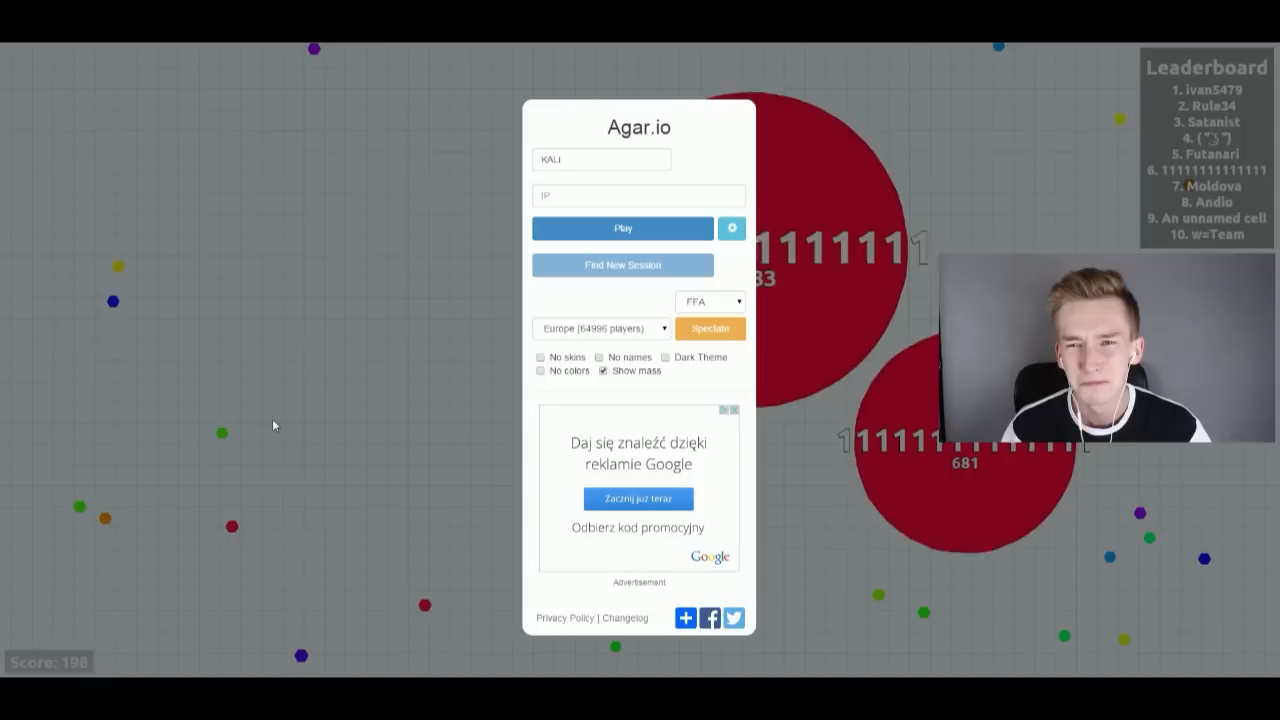 Agar.io
KALI
IP
Play
Find New Session
FFA
Europe (64996 players)
Spectate
No skins
No names
Dark Theme
No colors
Show mass
Daj się znaleźć dzięki
reklamie Google
Zacznij już teraz
Odbierz kod promocyjny
Google
Advertisement
Privacy Policy | Changelog
Leaderboard
1. ivan5479
2. Rule34
3. Satanist
5. Futanari
6. 11111111111111
7. Moldova
8. Andio
9. An unnamed cell
10. w=Team
681
Score: 198